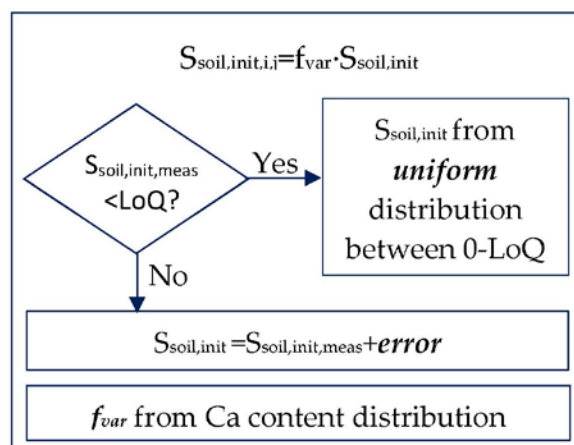 Ssoil,init,i,j=fvar·Ssoil,init
Ssoil,init,meas
<LoQ?
Yes
Ssoil,init from
uniform
distribution
between 0-LoQ
No
Ssoil,init =Ssoil,init,meas+error
fvar from Ca content distribution